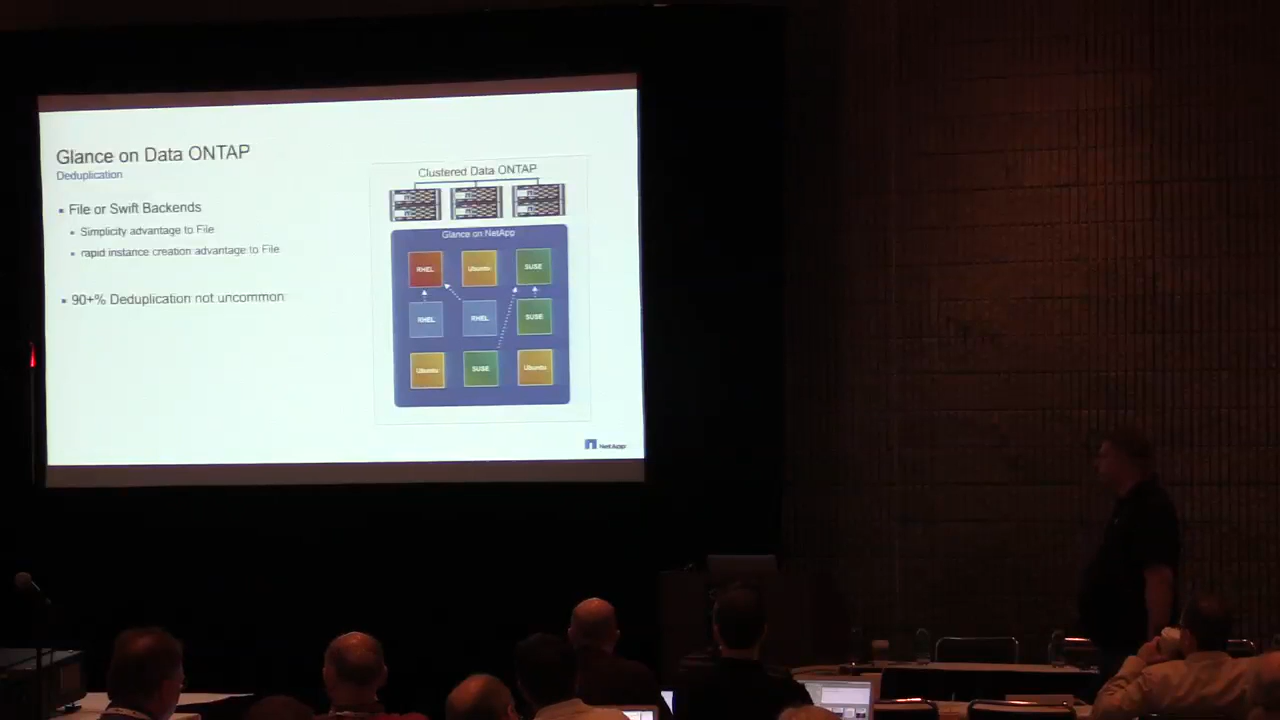 Glance on Data ONTAP
Deduplication
File or Swift Backends
Simplicity advantage to File
rapid instance creation advantage to File
90+% Deduplication not uncommon
Clustered Data ONTAP
Glance on NetApp
RHEL
Ubuntu
SUSE
RHEL
RHEL
SUSE
Ubuntu
SUSE
Ubuntu
NetApp